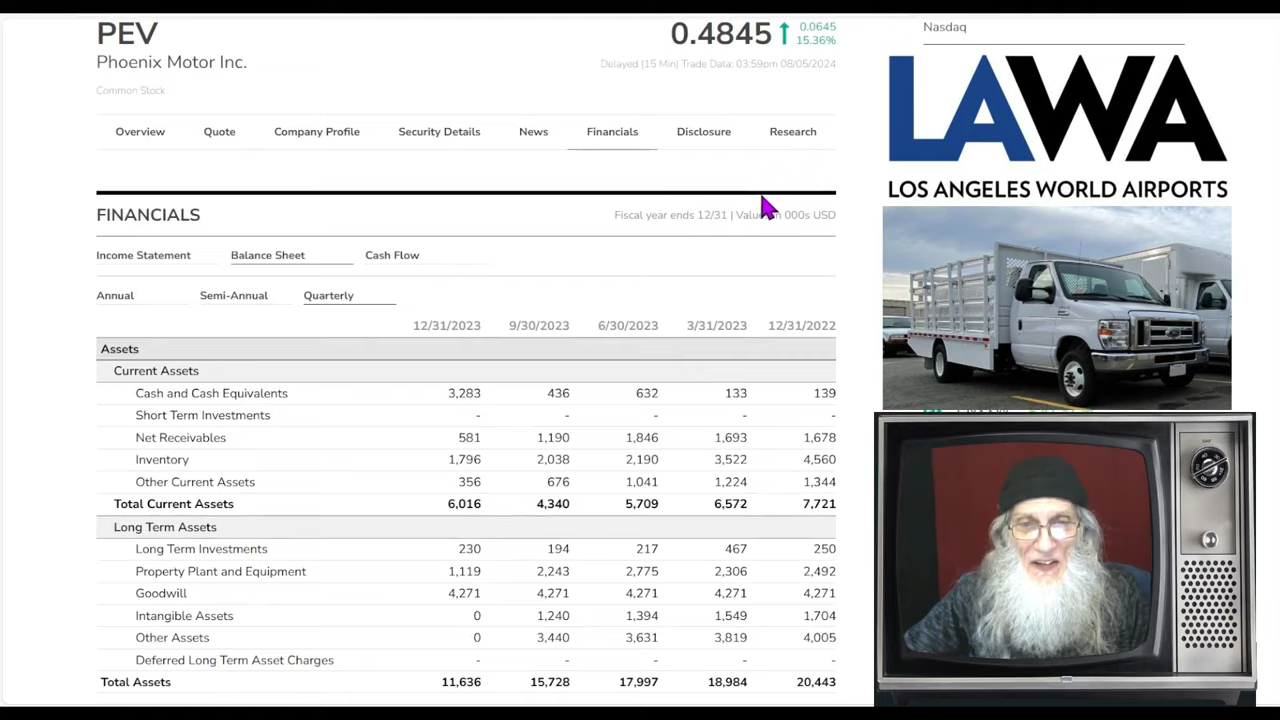 PEV
0.4845
0.0645
15.36%
Phoenix Motor Inc.
Delayed (15 Min) Trade Data: 03:59pm 08/05/2024
Common Stock
Overview Quote Company Profile Security Details News Financials Disclosure Research
FINANCIALS
Fiscal year ends 12/31 | Value in 000s USD
Income Statement Balance Sheet Cash Flow
Annual Semi-Annual Quarterly
12/31/2023 9/30/2023 6/30/2023 3/31/2023 12/31/2022
Assets
Current Assets
Cash and Cash Equivalents 3,283 436 632 133 139
Short Term Investments - - - - -
Net Receivables 581 1,190 1,846 1,693 1,678
Inventory 1,796 2,038 2,190 3,522 4,560
Other Current Assets 356 676 1,041 1,224 1,344
Total Current Assets 6,016 4,340 5,709 6,572 7,721
Long Term Assets
Long Term Investments 230 194 217 467 250
Property Plant and Equipment 1,119 2,243 2,775 2,306 2,492
Goodwill 4,271 4,271 4,271 4,271 4,271
Intangible Assets 0 1,240 1,394 1,549 1,704
Other Assets 0 3,440 3,631 3,819 4,005
Deferred Long Term Asset Charges - - - - -
Total Assets 11,636 15,728 17,997 18,984 20,443
Nasdaq
LAWA
LOS ANGELES WORLD AIRPORTS